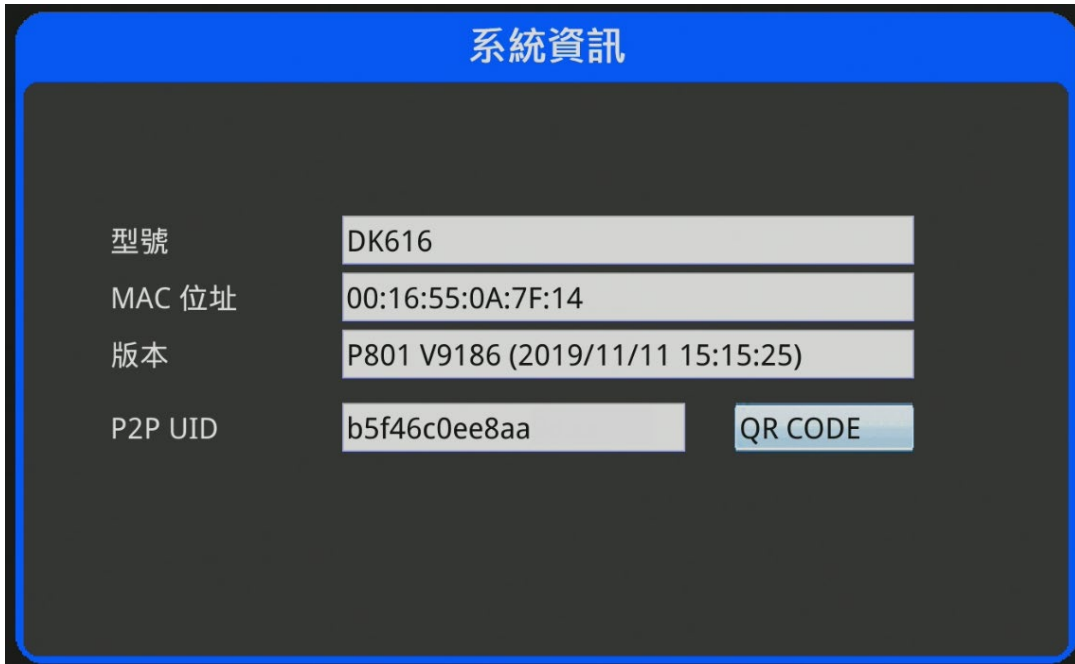 系統資訊
型號 DK616
MAC 位址 00:16:55:0A:7F:14
版本 P801 V9186 (2019/11/11 15:15:25)
P2P UID b5f46c0ee8aa QR CODE